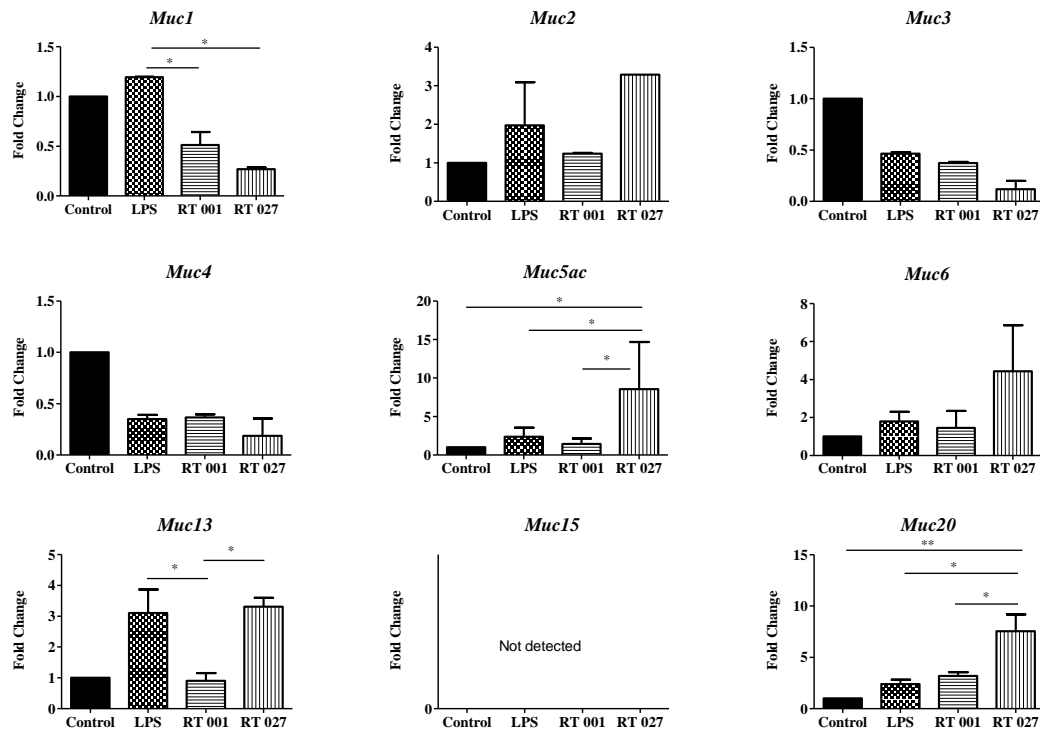 Muc1
Fold Change
1.5
1.0
0.5
0.0
*
*
Control LPS RT 001 RT 027
Muc2
Fold Change
4
3
2
1
0
Control LPS RT 001 RT 027
Muc3
Fold Change
1.5
1.0
0.5
0.0
Control LPS RT 001 RT 027
Muc4
Fold Change
1.5
1.0
0.5
0.0
Control LPS RT 001 RT 027
Muc5ac
Fold Change
20
15
10
5
0
*
*
*
Control LPS RT 001 RT 027
Muc6
Fold Change
8
6
4
2
0
Control LPS RT 001 RT 027
Muc13
Fold Change
5
4
3
2
1
0
*
*
Control LPS RT 001 RT 027
Muc15
Fold Change
Not detected
0
Control LPS RT 001 RT 027
Muc20
Fold Change
15
10
5
0
**
*
*
Control LPS RT 001 RT 027